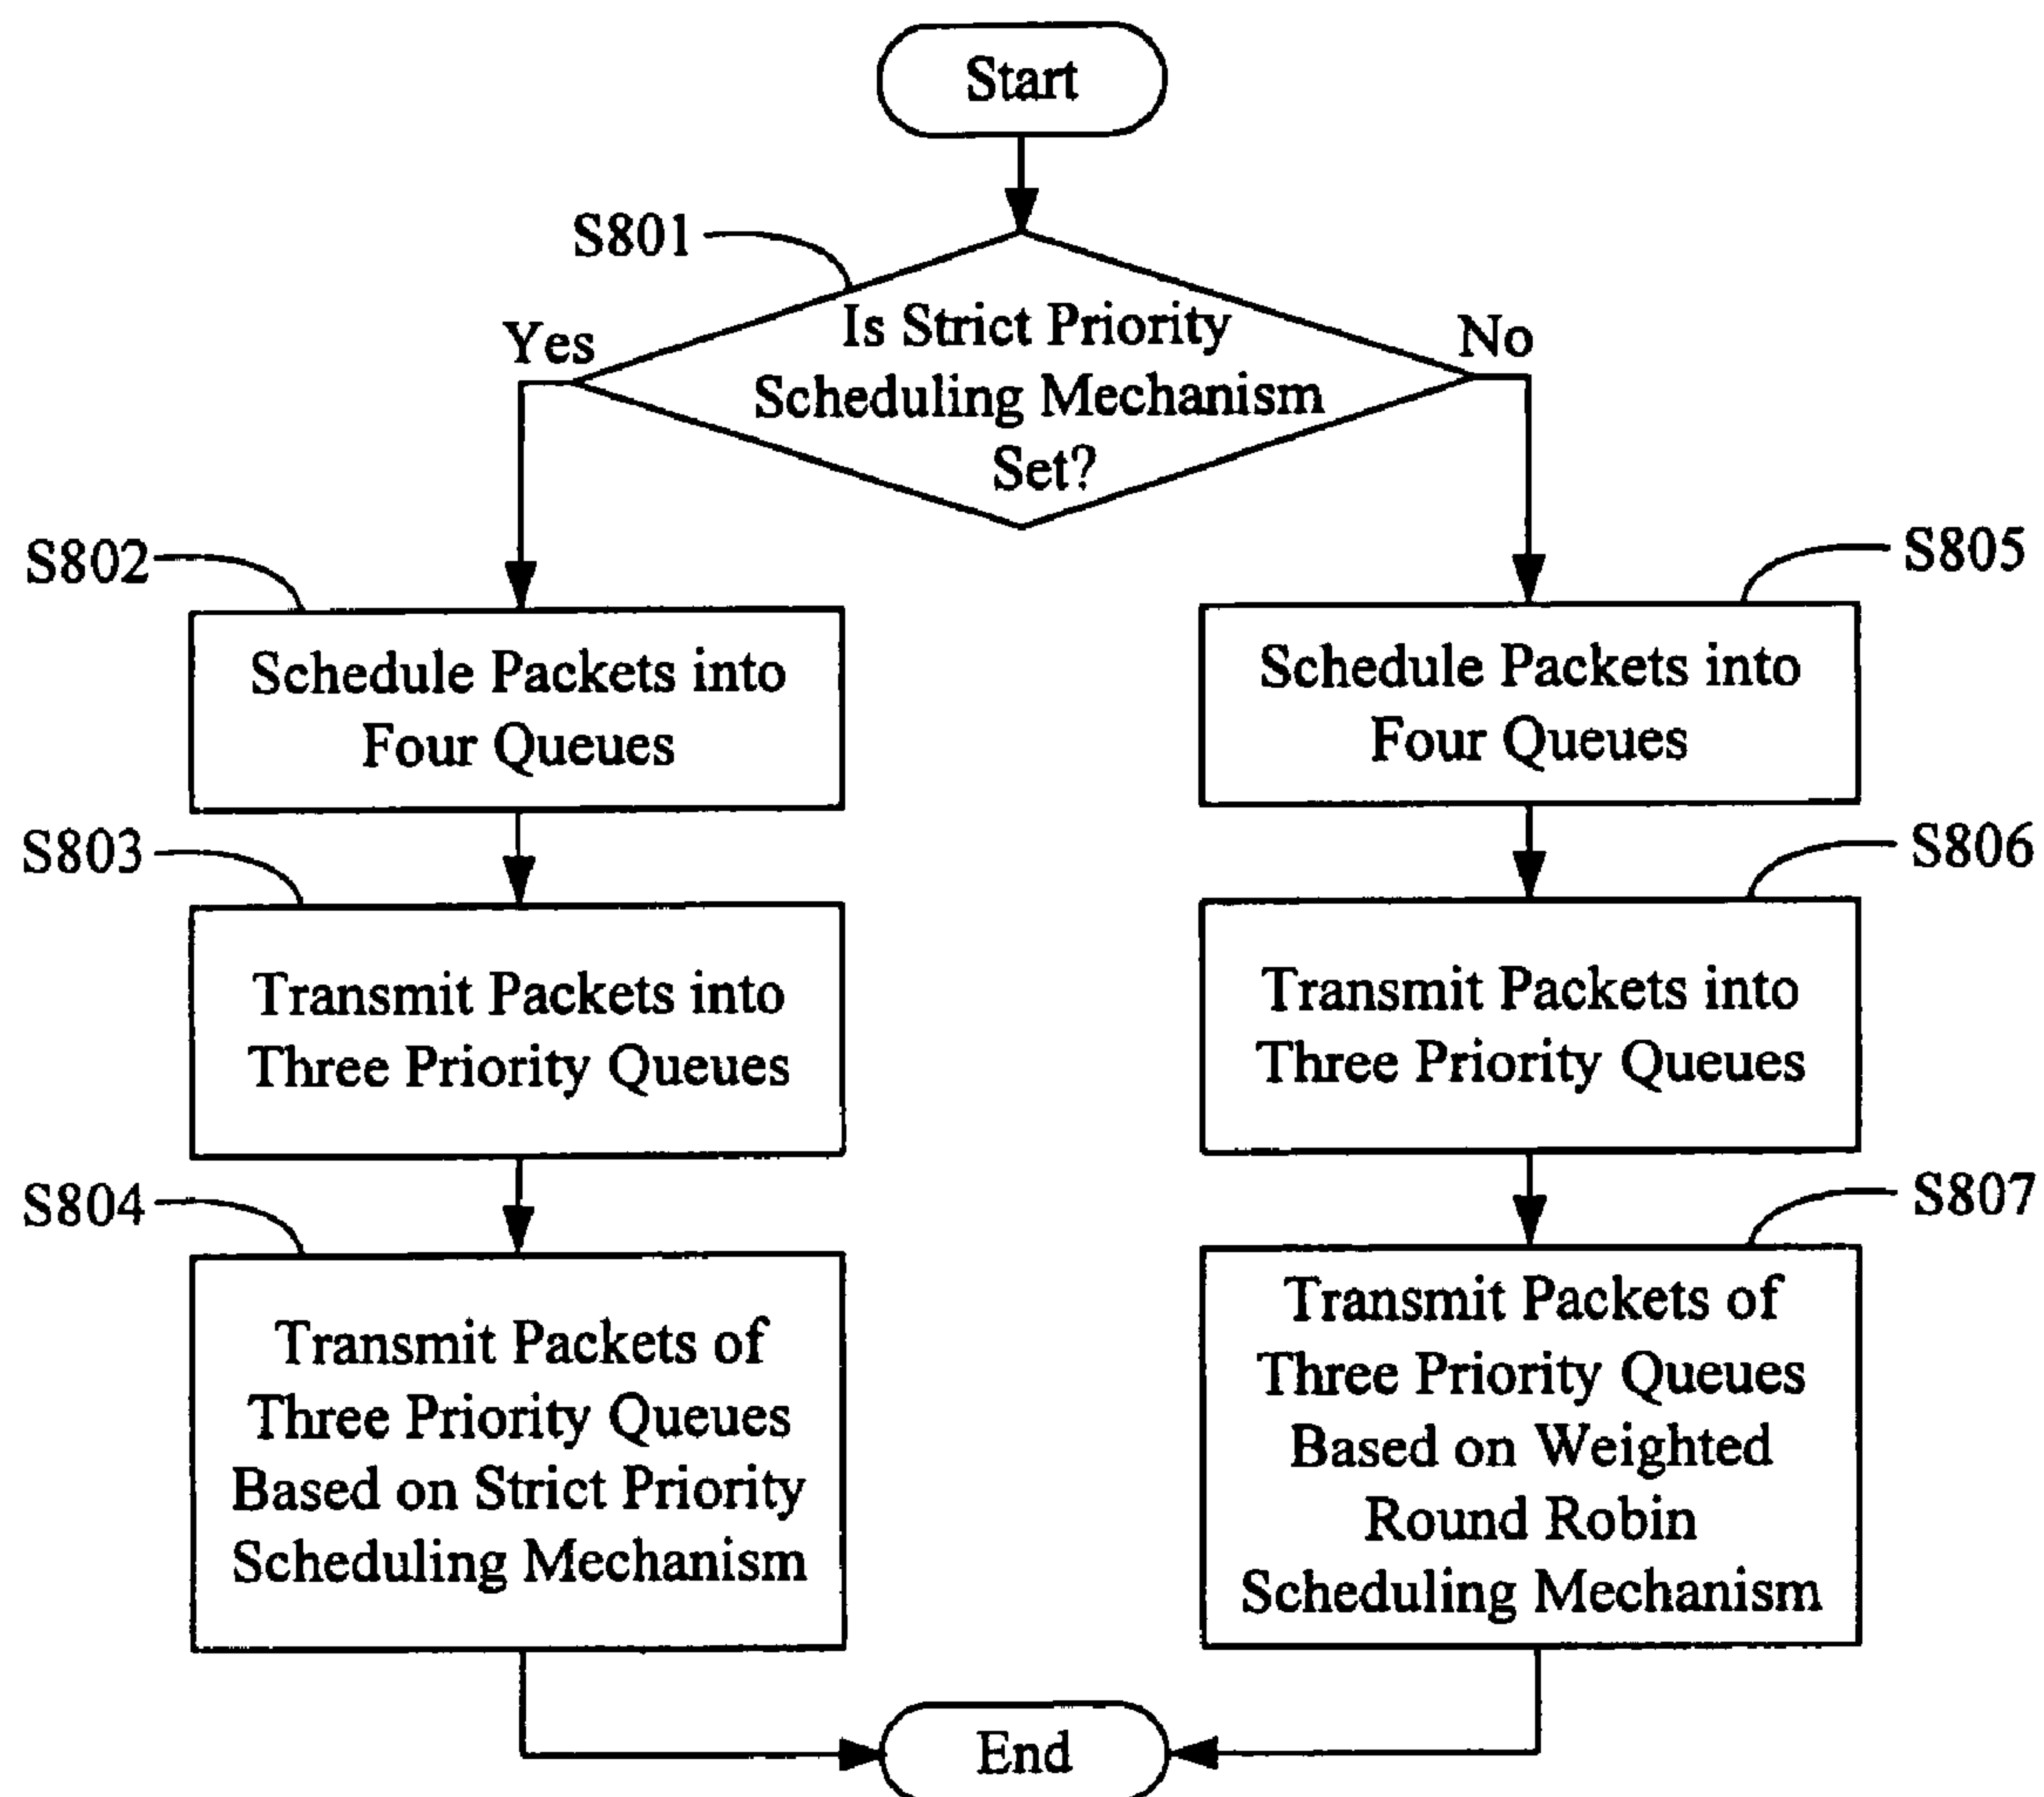 Start
S801
Is Strict Priority
Scheduling Mechanism
Set?
Yes
No
S802
Schedule Packets into
Four Queues
S803
Transmit Packets into
Three Priority Queues
S804
Transmit Packets of
Three Priority Queues
Based on Strict Priority
Scheduling Mechanism
S805
Schedule Packets into
Four Queues
S806
Transmit Packets into
Three Priority Queues
S807
Transmit Packets of
Three Priority Queues
Based on Weighted
Round Robin
Scheduling Mechanism
End